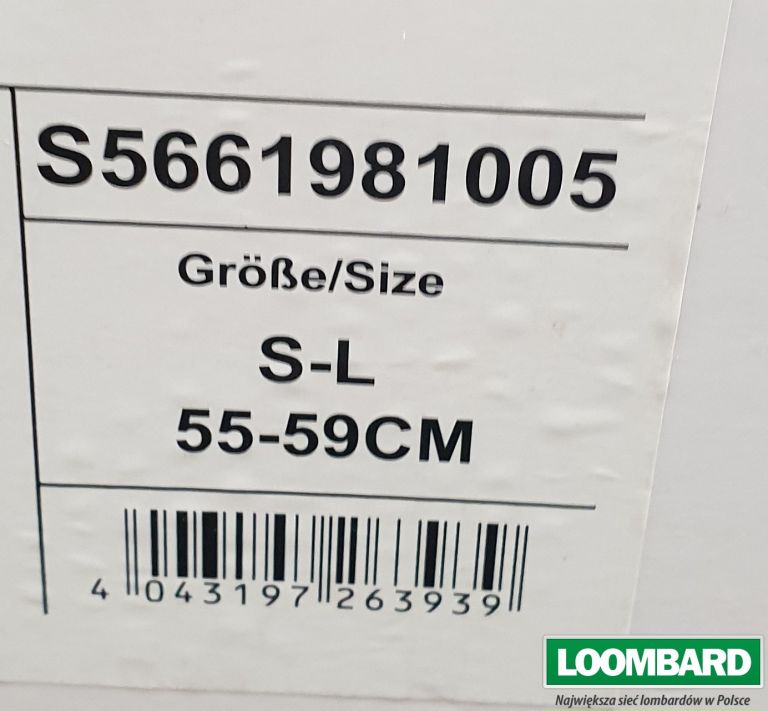 S5661981005
Größe/Size
S-L
55-59CM
4 043197 263939
LOOMBARD
Największa sieć lombardów w Polsce